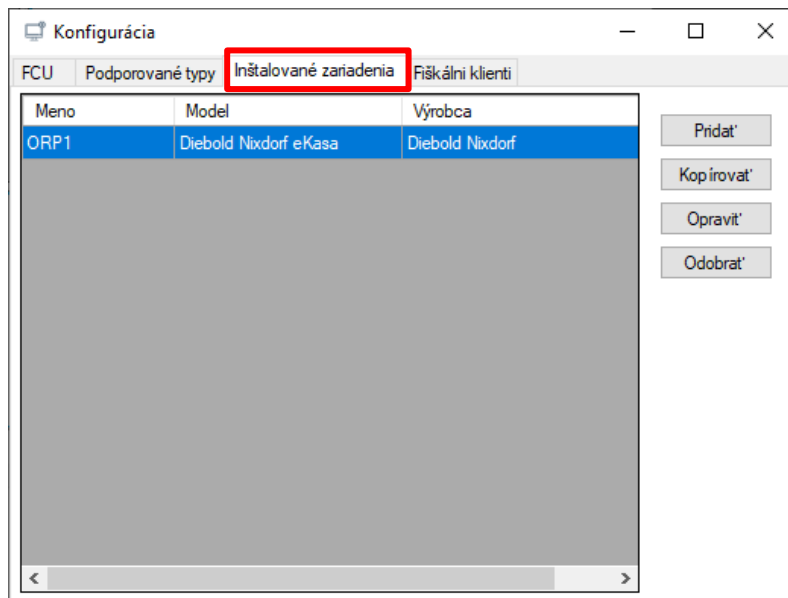 Konfigurácia
FCU Podporované typy Inštalované zariadenia Fiškálni klienti
Meno Model Výrobca
ORP1 Diebold Nixdorf eKasa Diebold Nixdorf
Pridať
Kopírovať
Opraviť
Odobrať